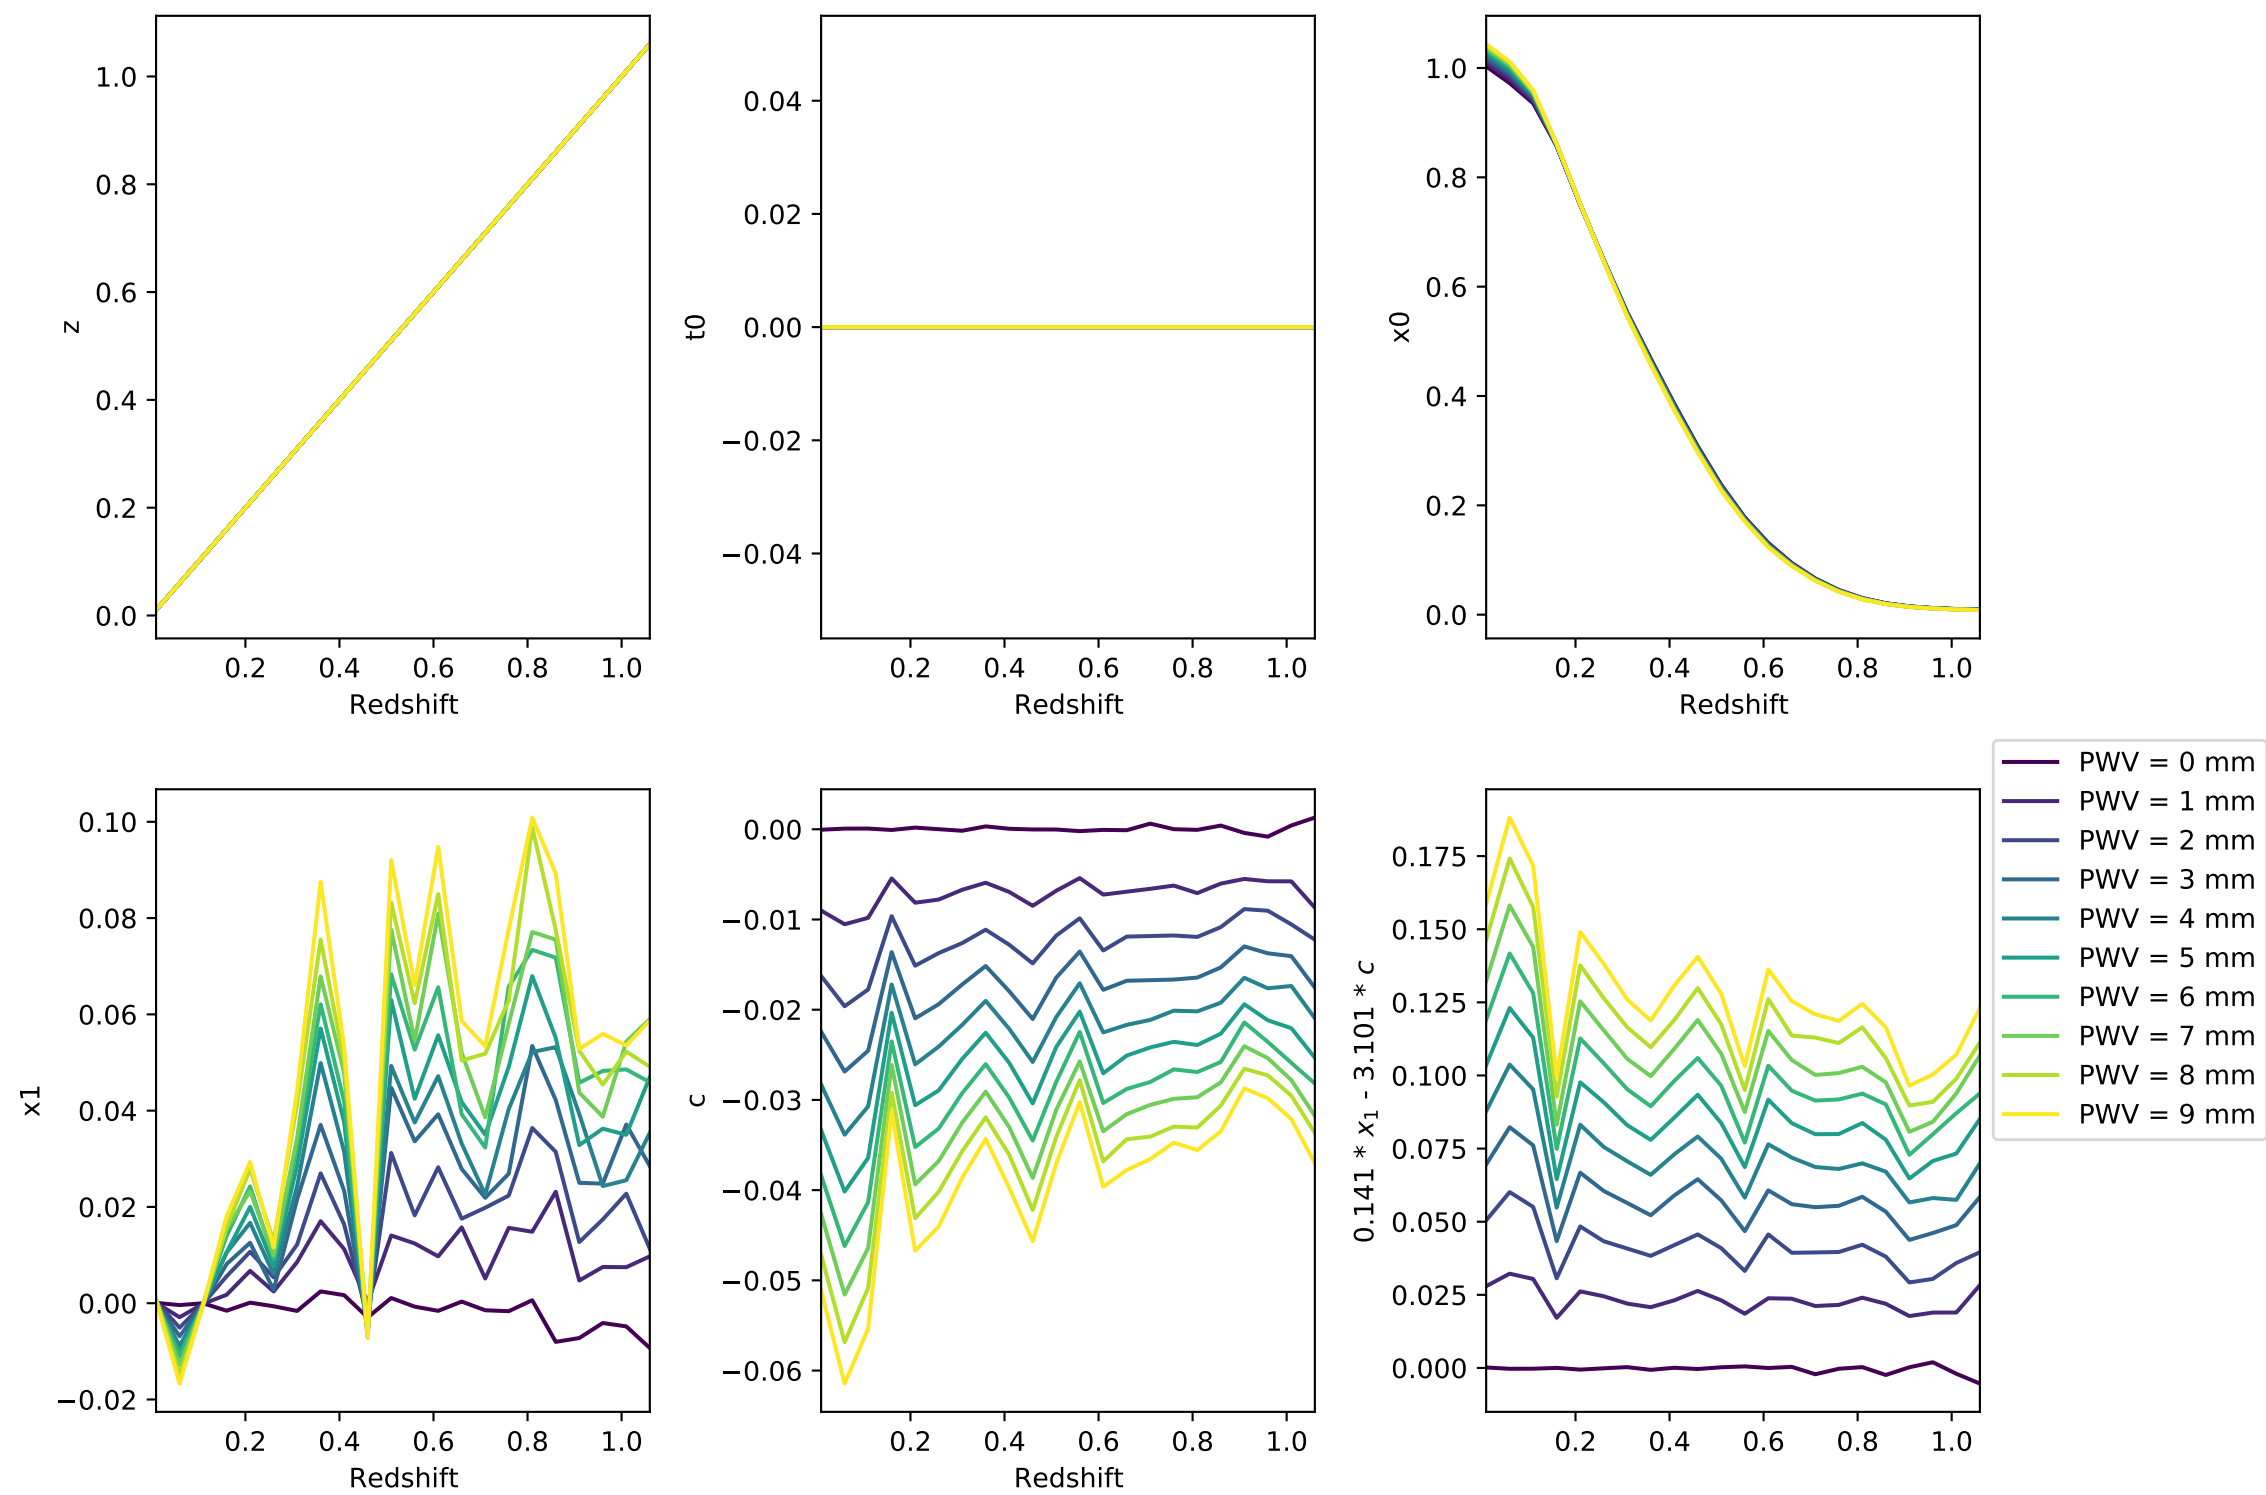 1.0
0.8
0.6
0.4
0.2
0.0
z
0.2 0.4 0.6 0.8 1.0
Redshift
0.04
0.02
0.00
−0.02
−0.04
t0
0.2 0.4 0.6 0.8 1.0
Redshift
1.0
0.8
0.6
0.4
0.2
0.0
x0
0.2 0.4 0.6 0.8 1.0
Redshift
0.10
0.08
0.06
0.04
0.02
0.00
−0.02
x1
0.2 0.4 0.6 0.8 1.0
Redshift
0.00
−0.01
−0.02
−0.03
−0.04
−0.05
−0.06
c
0.2 0.4 0.6 0.8 1.0
Redshift
0.175
0.150
0.125
0.100
0.075
0.050
0.025
0.000
0.141 * x₁ - 3.101 * c
0.2 0.4 0.6 0.8 1.0
PWV = 0 mm
PWV = 1 mm
PWV = 2 mm
PWV = 3 mm
PWV = 4 mm
PWV = 5 mm
PWV = 6 mm
PWV = 7 mm
PWV = 8 mm
PWV = 9 mm